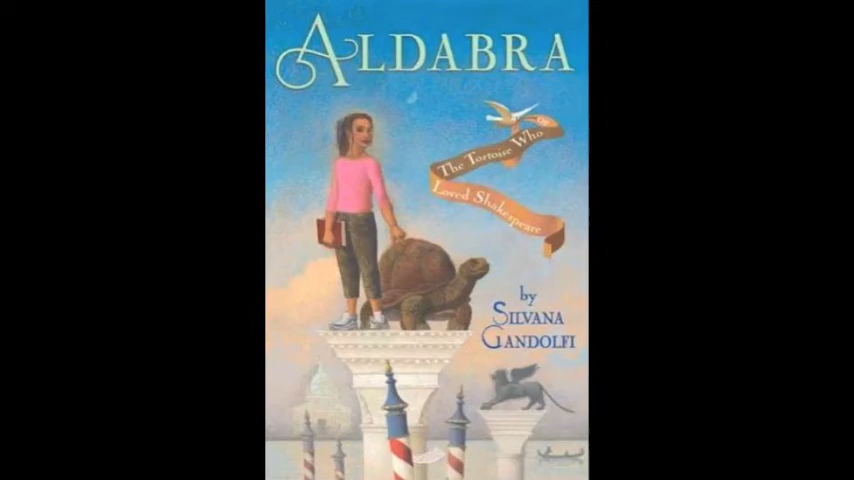 ALDABRA
OR
The Tortoise Who
Loved Shakespeare
by
SILVANA
GANDOLFI